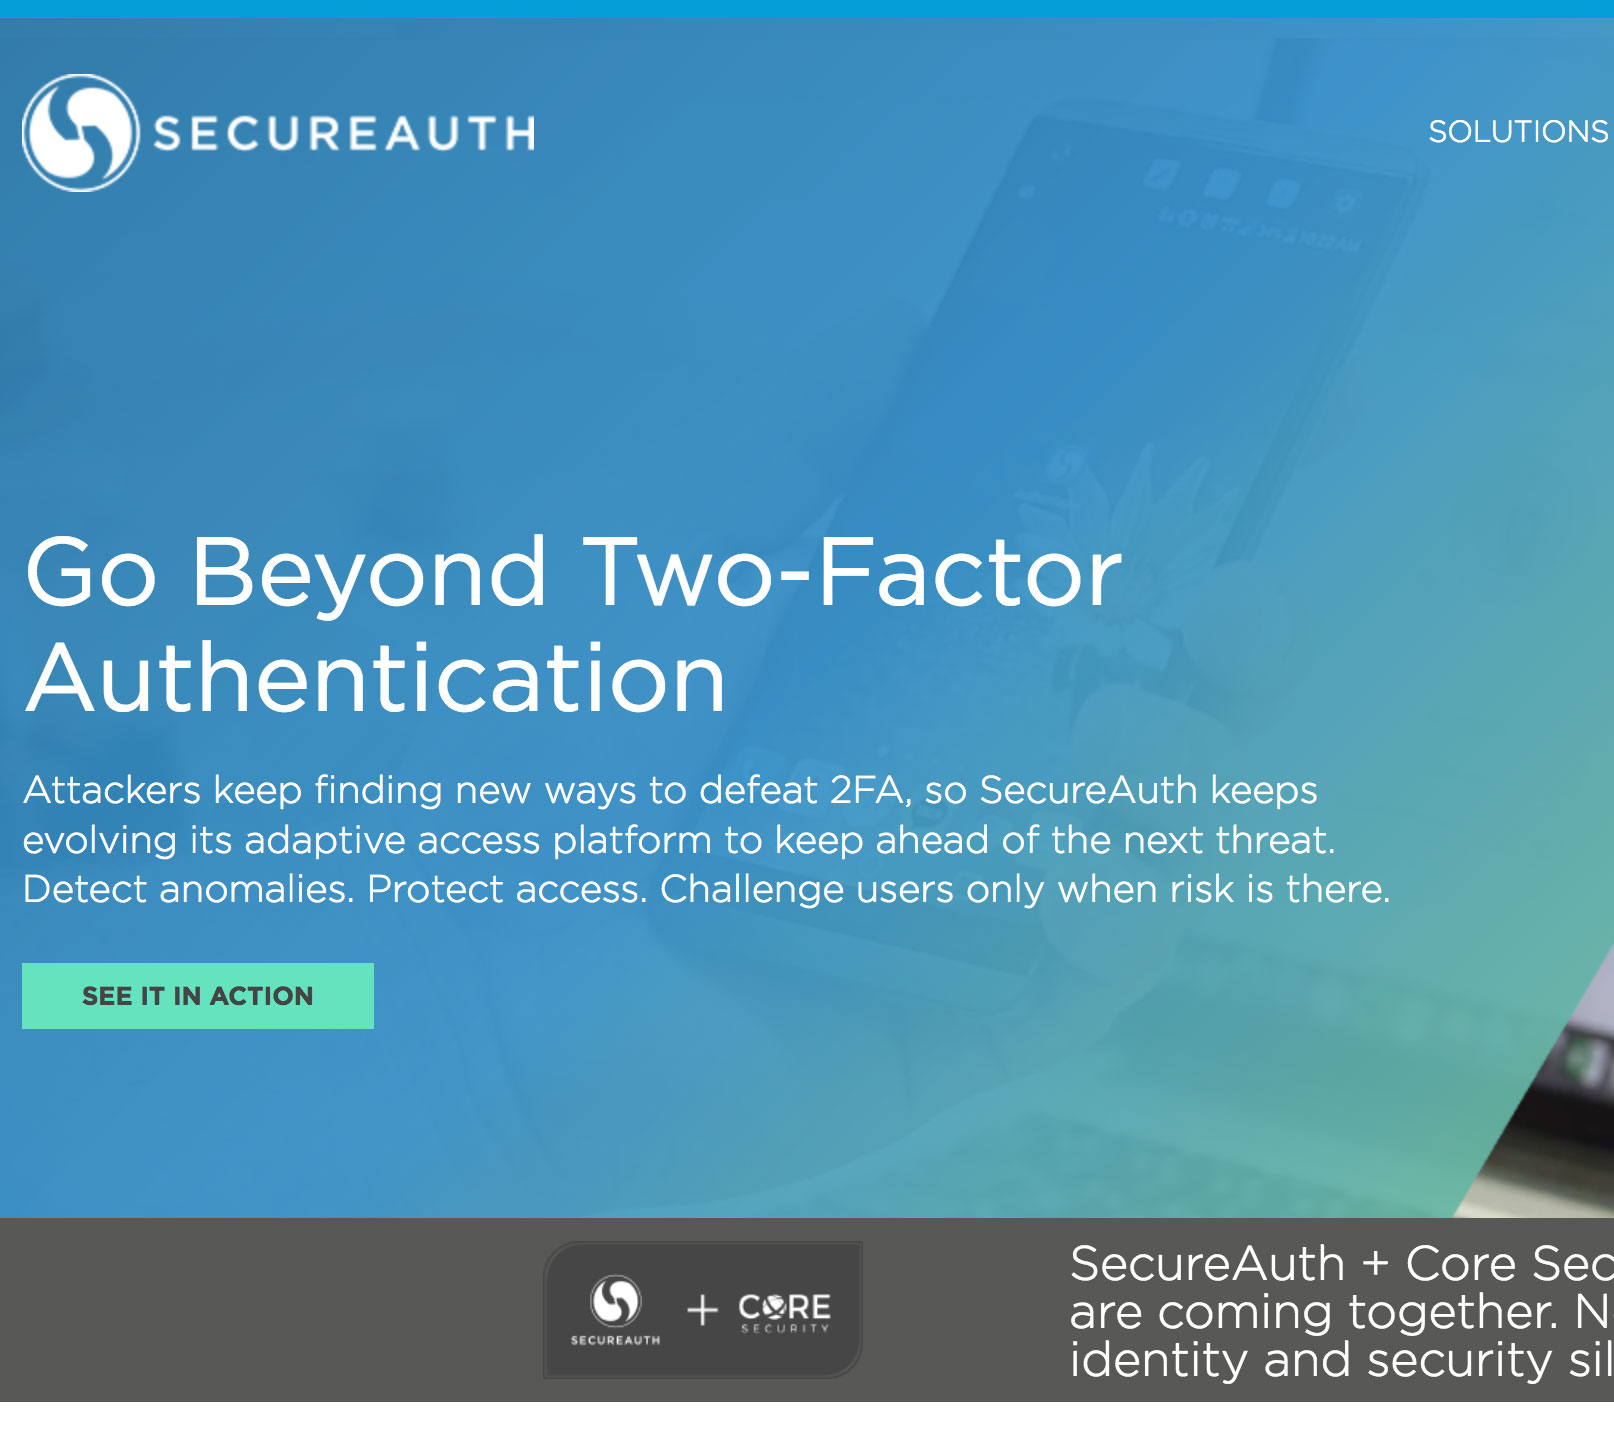 SECUREAUTH
SOLUTIONS
Go Beyond Two-Factor
Authentication
Attackers keep finding new ways to defeat 2FA, so SecureAuth keeps
evolving its adaptive access platform to keep ahead of the next threat.
Detect anomalies. Protect access. Challenge users only when risk is there.
SEE IT IN ACTION
SECUREAUTH
+
CORE
SECURITY
SecureAuth + Core Sec
are coming together. N
identity and security sil